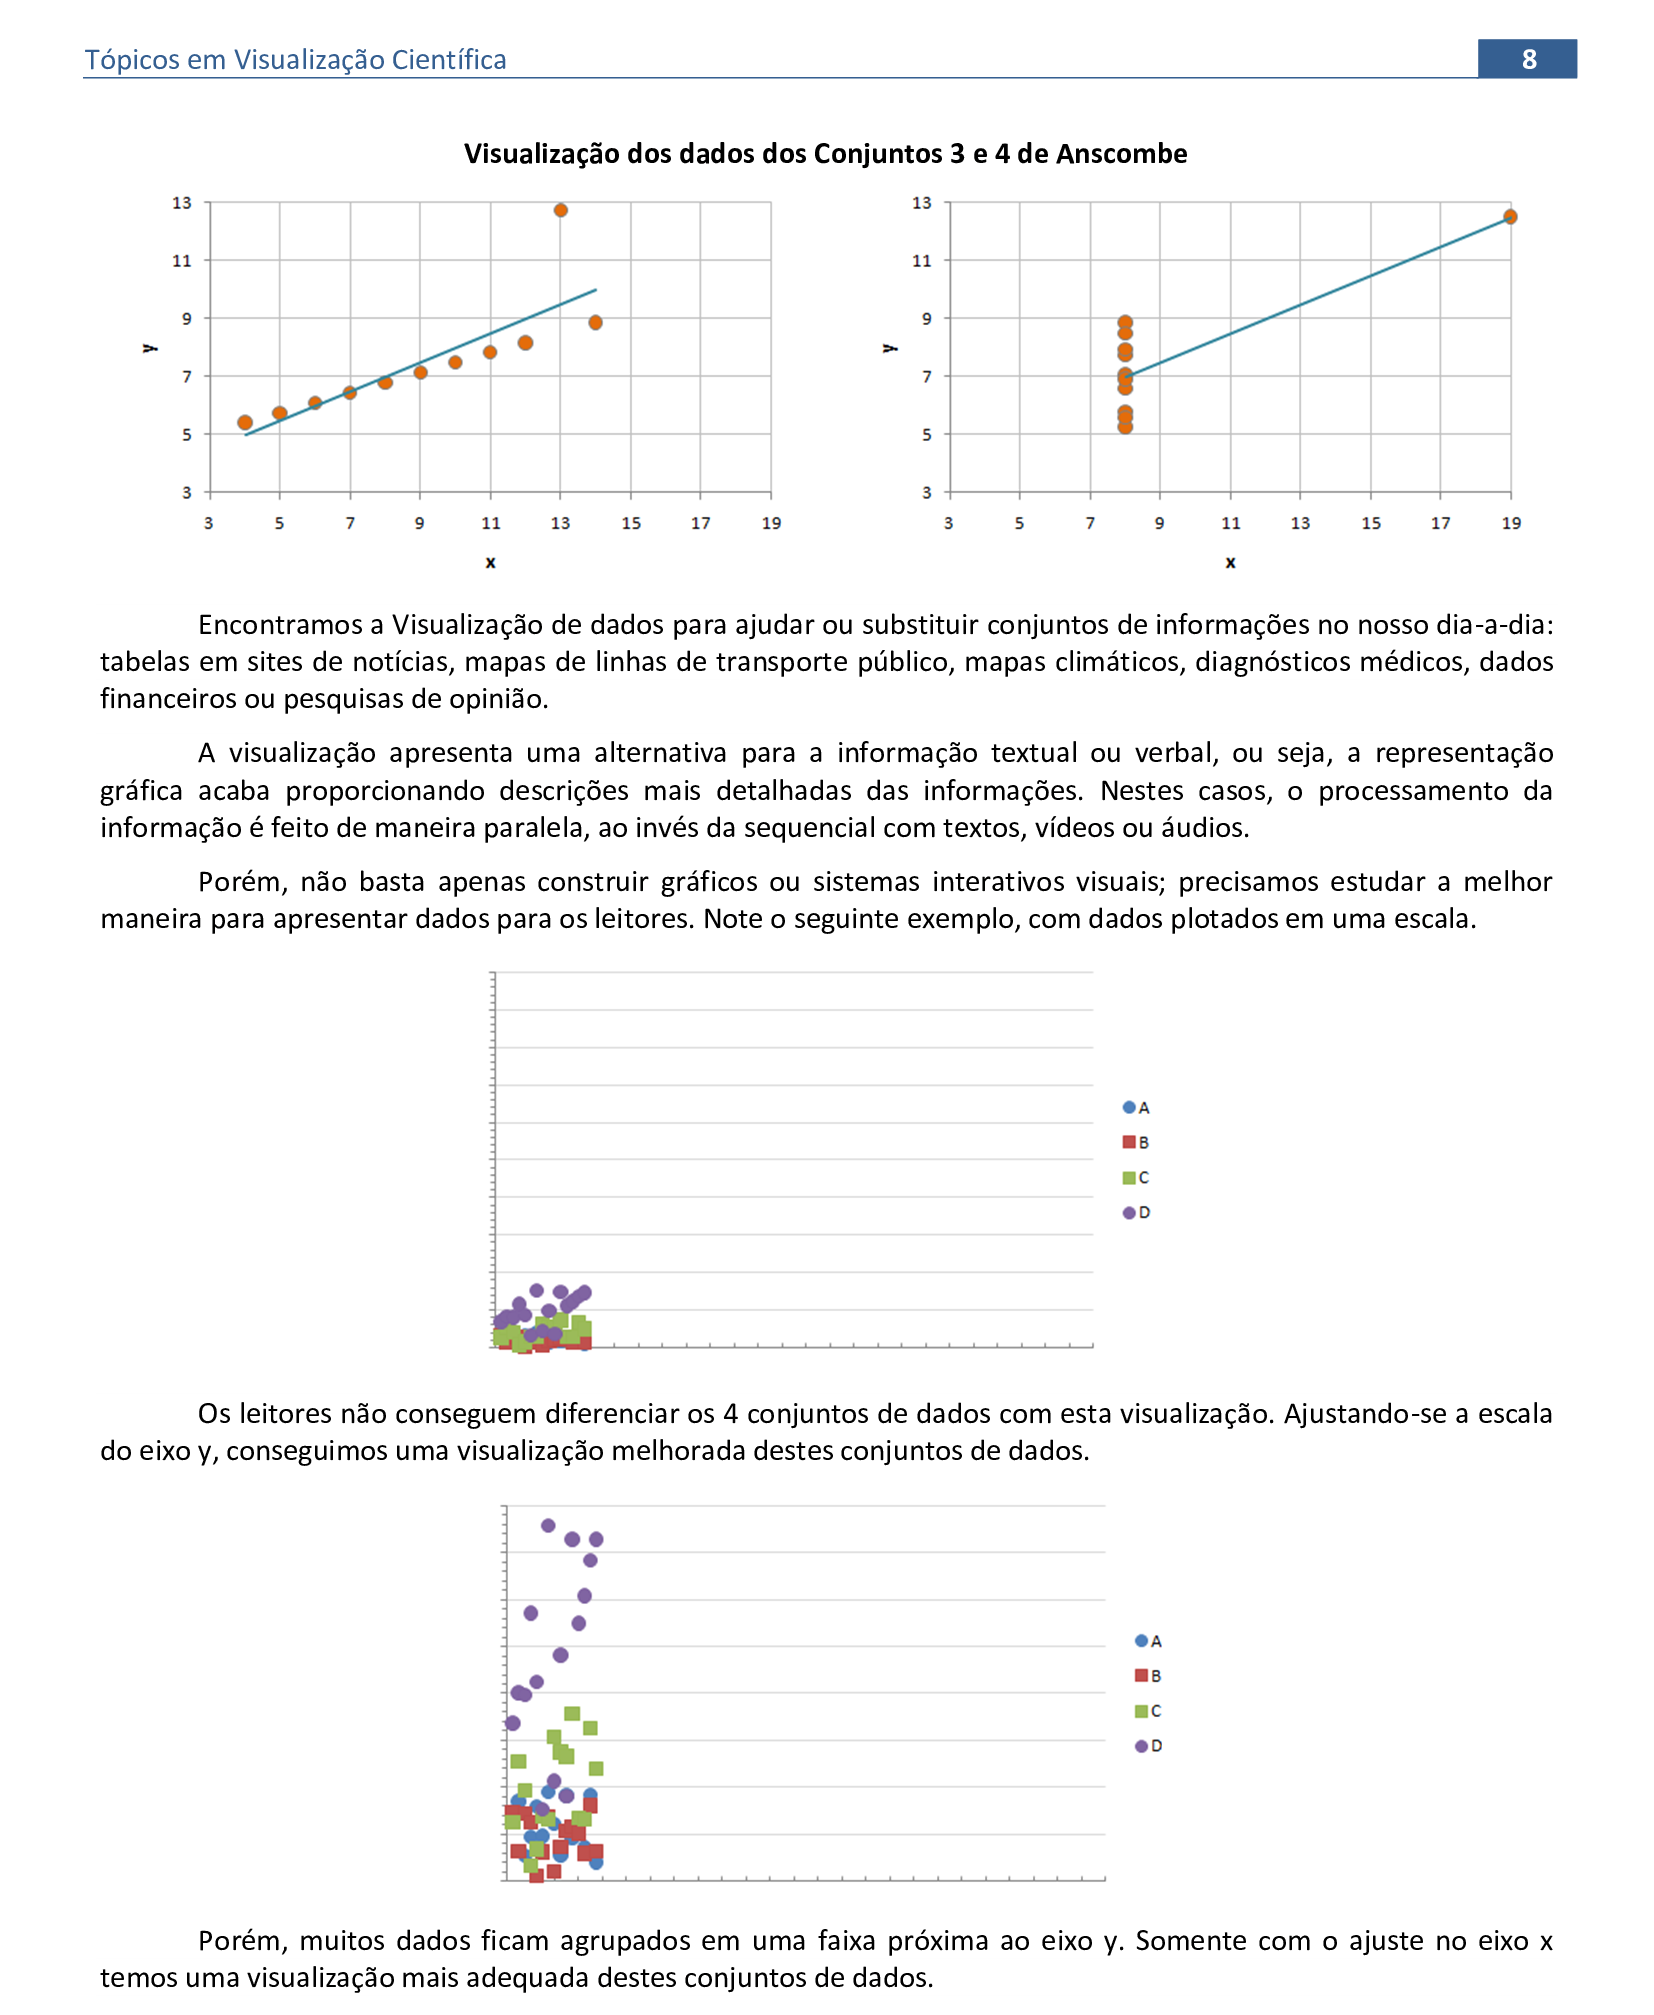 Tópicos em Visualização Científica
8
Visualização dos dados dos Conjuntos 3 e 4 de Anscombe
13
11
9
7
5
3
y
3 5 7 9 11 13 15 17 19
x
13
11
9
7
5
3
y
3 5 7 9 11 13 15 17 19
x
Encontramos a Visualização de dados para ajudar ou substituir conjuntos de informações no nosso dia-a-dia:
tabelas em sites de notícias, mapas de linhas de transporte público, mapas climáticos, diagnósticos médicos, dados
financeiros ou pesquisas de opinião.
A visualização apresenta uma alternativa para a informação textual ou verbal, ou seja, a representação
gráfica acaba proporcionando descrições mais detalhadas das informações. Nestes casos, o processamento da
informação é feito de maneira paralela, ao invés da sequencial com textos, vídeos ou áudios.
Porém, não basta apenas construir gráficos ou sistemas interativos visuais; precisamos estudar a melhor
maneira para apresentar dados para os leitores. Note o seguinte exemplo, com dados plotados em uma escala.
A
B
C
D
Os leitores não conseguem diferenciar os 4 conjuntos de dados com esta visualização. Ajustando-se a escala
do eixo y, conseguimos uma visualização melhorada destes conjuntos de dados.
A
B
C
D
Porém, muitos dados ficam agrupados em uma faixa próxima ao eixo y. Somente com o ajuste no eixo x
temos uma visualização mais adequada destes conjuntos de dados.